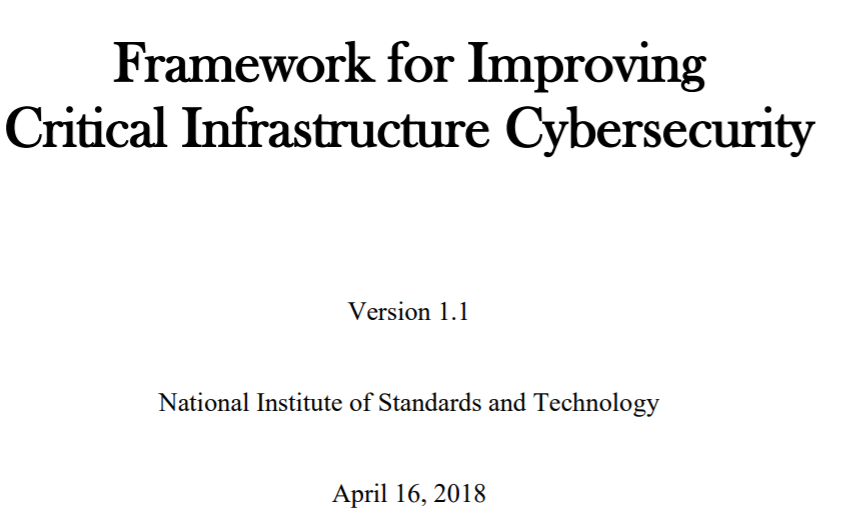 Framework for Improving
Critical Infrastructure Cybersecurity
Version 1.1
National Institute of Standards and Technology
April 16, 2018